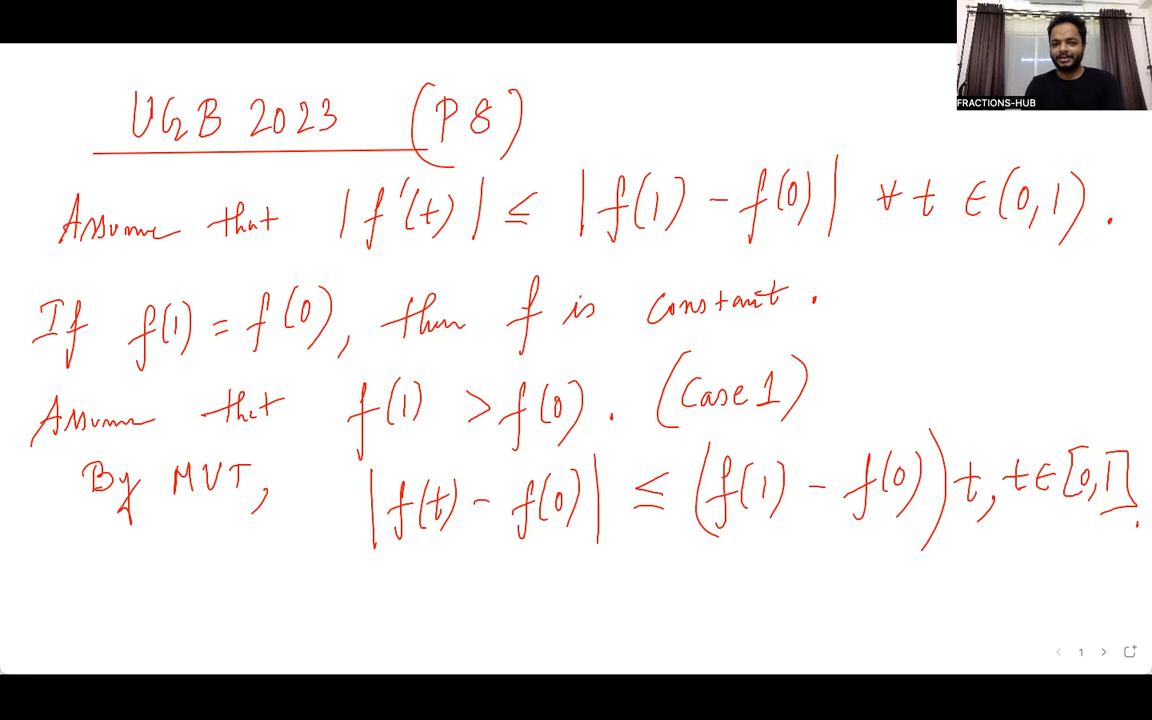 FRACTIONS-HUB
UGB 2023 (P8)
Assume that |f'(t)| ≤ |f(1) - f(0)| ∀ t ∈ (0,1).
If f(1) = f(0), then f is constant.
Assume that f(1) > f(0). (Case 1)
By MVT, |f(t) - f(0)| ≤ (f(1) - f(0)) t, t ∈ [0,1].
1